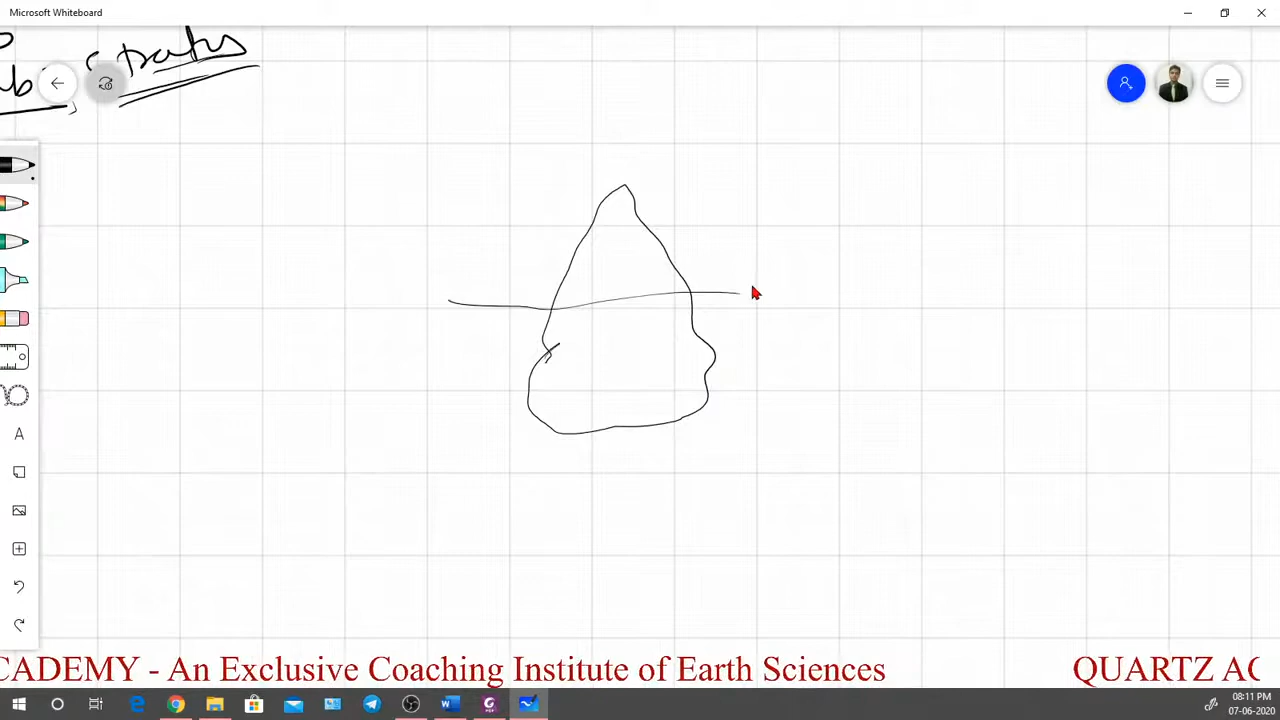 Microsoft Whiteboard
A
CADEMY - An Exclusive Coaching Institute of Earth Sciences QUARTZ AC
08:11 PM
07-06-2020